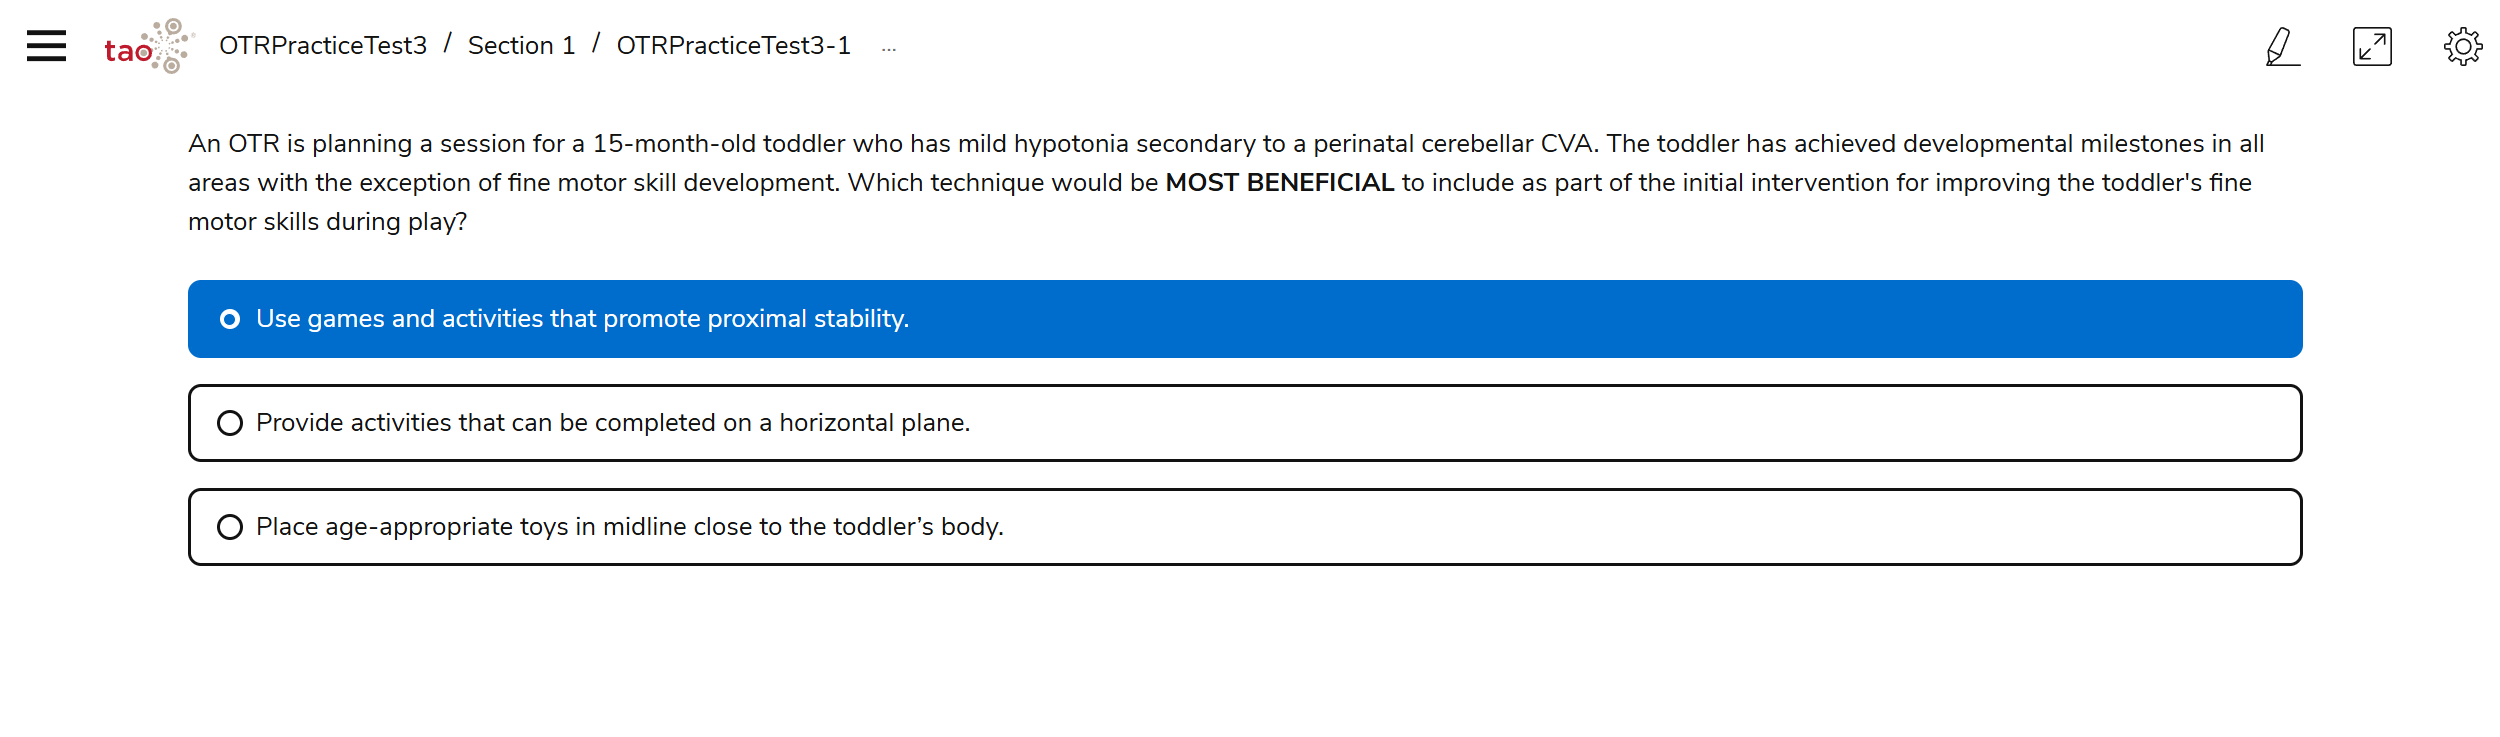 tao OTRPracticeTest3 / Section 1 / OTRPracticeTest3-1 ...
An OTR is planning a session for a 15-month-old toddler who has mild hypotonia secondary to a perinatal cerebellar CVA. The toddler has achieved developmental milestones in all
areas with the exception of fine motor skill development. Which technique would be MOST BENEFICIAL to include as part of the initial intervention for improving the toddler's fine
motor skills during play?
Use games and activities that promote proximal stability.
Provide activities that can be completed on a horizontal plane.
Place age-appropriate toys in midline close to the toddler’s body.